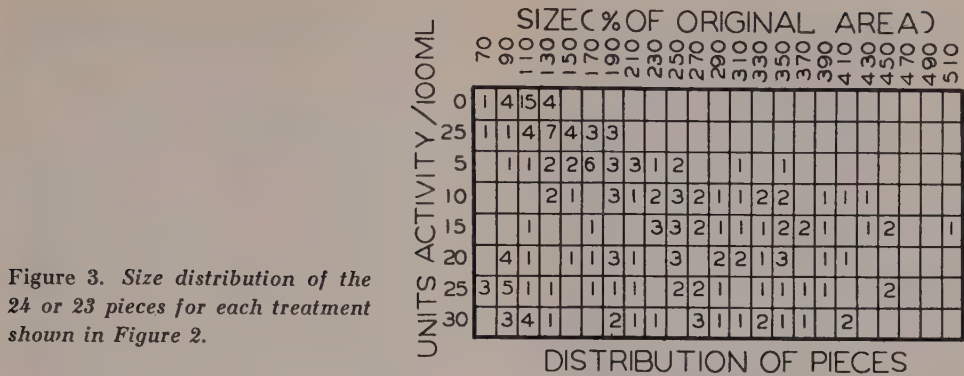 SIZE(% OF ORIGINAL AREA)
70 90 110 130 150 170 190 210 230 250 270 290 310 330 350 370 390 410 430 450 470 490 510
UNITS ACTIVITY/100ML
0 1 4 15 4
25 1 1 4 7 4 3 3
5 1 1 2 2 6 3 3 1 2 1 1
10 2 1 3 1 2 3 2 1 1 2 2 1 1 1
15 1 1 3 3 2 1 1 1 2 2 1 1 2 1
20 4 1 1 1 3 1 3 2 2 1 3 1 1
25 3 5 1 1 1 1 1 2 2 1 1 1 1 1 2
30 3 4 1 2 1 1 3 1 1 2 1 1 2
DISTRIBUTION OF PIECES
Figure 3. Size distribution of the
24 or 23 pieces for each treatment
shown in Figure 2.